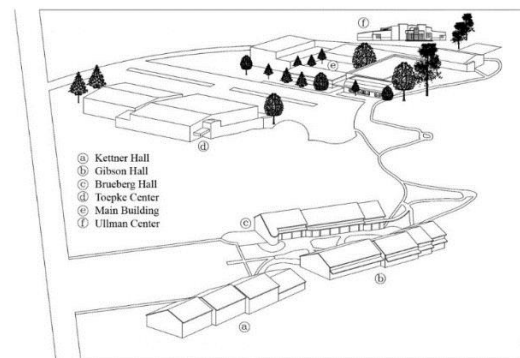 f
e
d
ⓐ Kettner Hall
ⓑ Gibson Hall
ⓒ Brueberg Hall
ⓓ Toepke Center
ⓔ Main Building
ⓕ Ullman Center
c
b
a